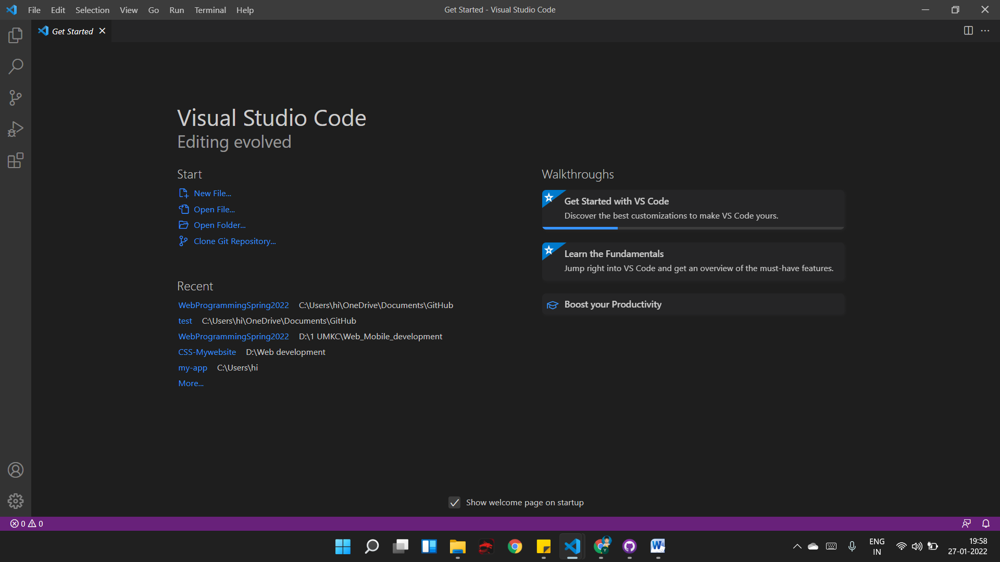 File Edit Selection View Go Run Terminal Help
Get Started - Visual Studio Code
Get Started
Visual Studio Code
Editing evolved
Start
New File...
Open File...
Open Folder...
Clone Git Repository...
Recent
WebProgrammingSpring2022 C:\Users\hi\OneDrive\Documents\GitHub
test C:\Users\hi\OneDrive\Documents\GitHub
WebProgrammingSpring2022 D:\1 UMKC\Web_Mobile_development
CSS-Mywebsite D:\Web development
my-app C:\Users\hi
More...
Walkthroughs
Get Started with VS Code
Discover the best customizations to make VS Code yours.
Learn the Fundamentals
Jump right into VS Code and get an overview of the must-have features.
Boost your Productivity
Show welcome page on startup
0 0
Y
W
ENG
IN
19:58
27-01-2022